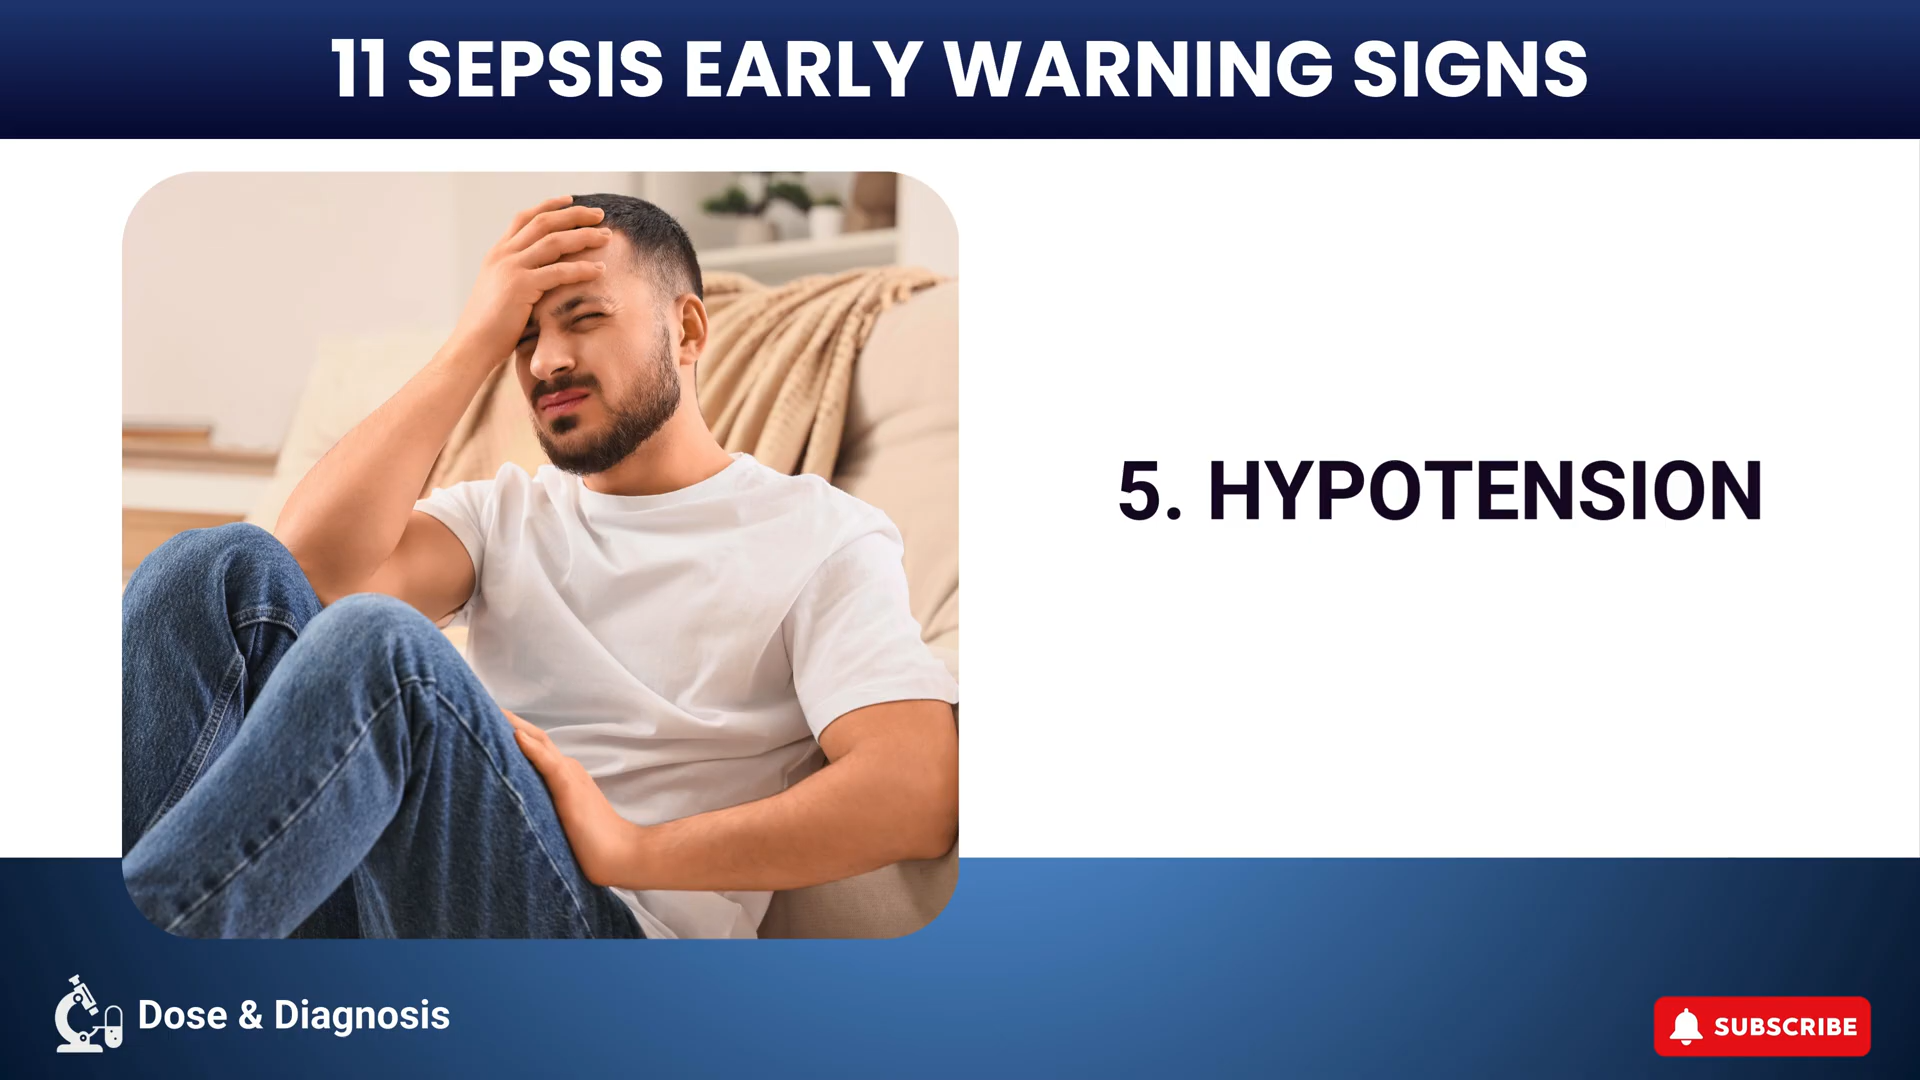 11 SEPSIS EARLY WARNING SIGNS
5. HYPOTENSION
Dose & Diagnosis
SUBSCRIBE